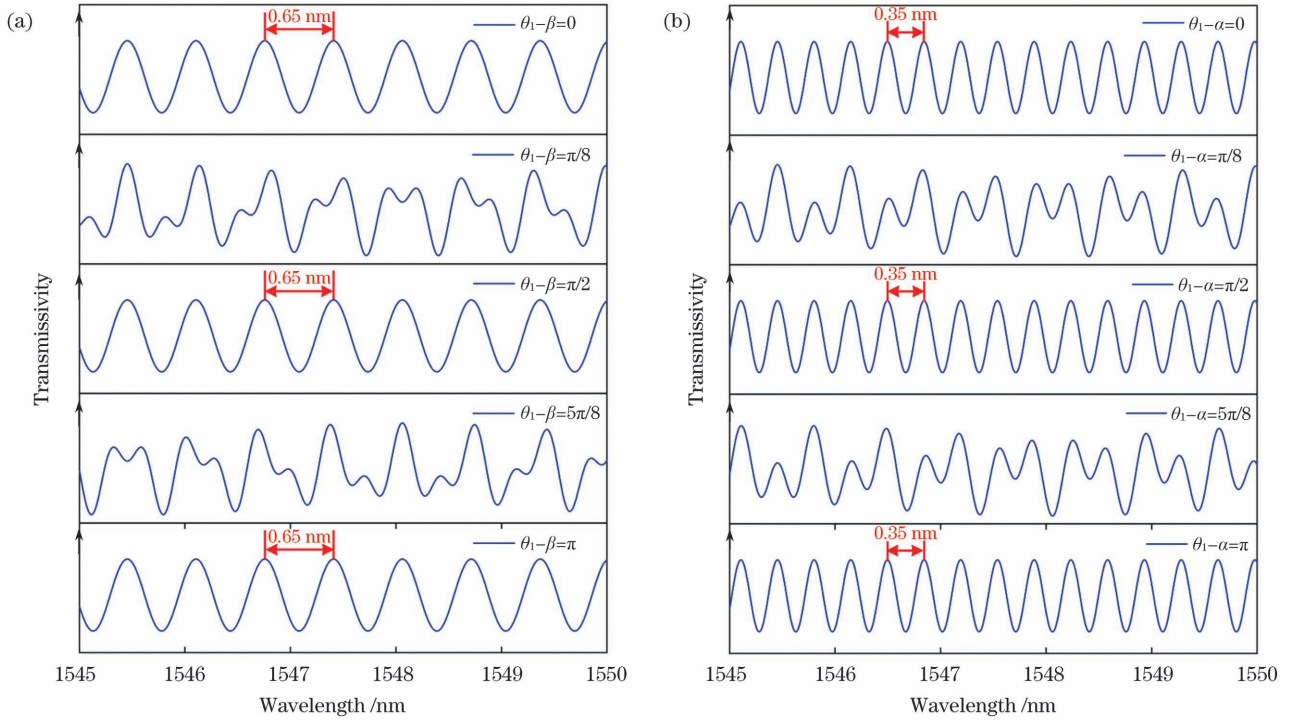 (a)
0.65 nm
θ₁−β=0
θ₁−β=π/8
0.65 nm
θ₁−β=π/2
θ₁−β=5π/8
0.65 nm
θ₁−β=π
Transmissivity
1545 1546 1547 1548 1549 1550
Wavelength /nm
(b)
0.35 nm
θ₁−α=0
θ₁−α=π/8
0.35 nm
θ₁−α=π/2
θ₁−α=5π/8
0.35 nm
θ₁−α=π
Transmissivity
1545 1546 1547 1548 1549 1550
Wavelength /nm